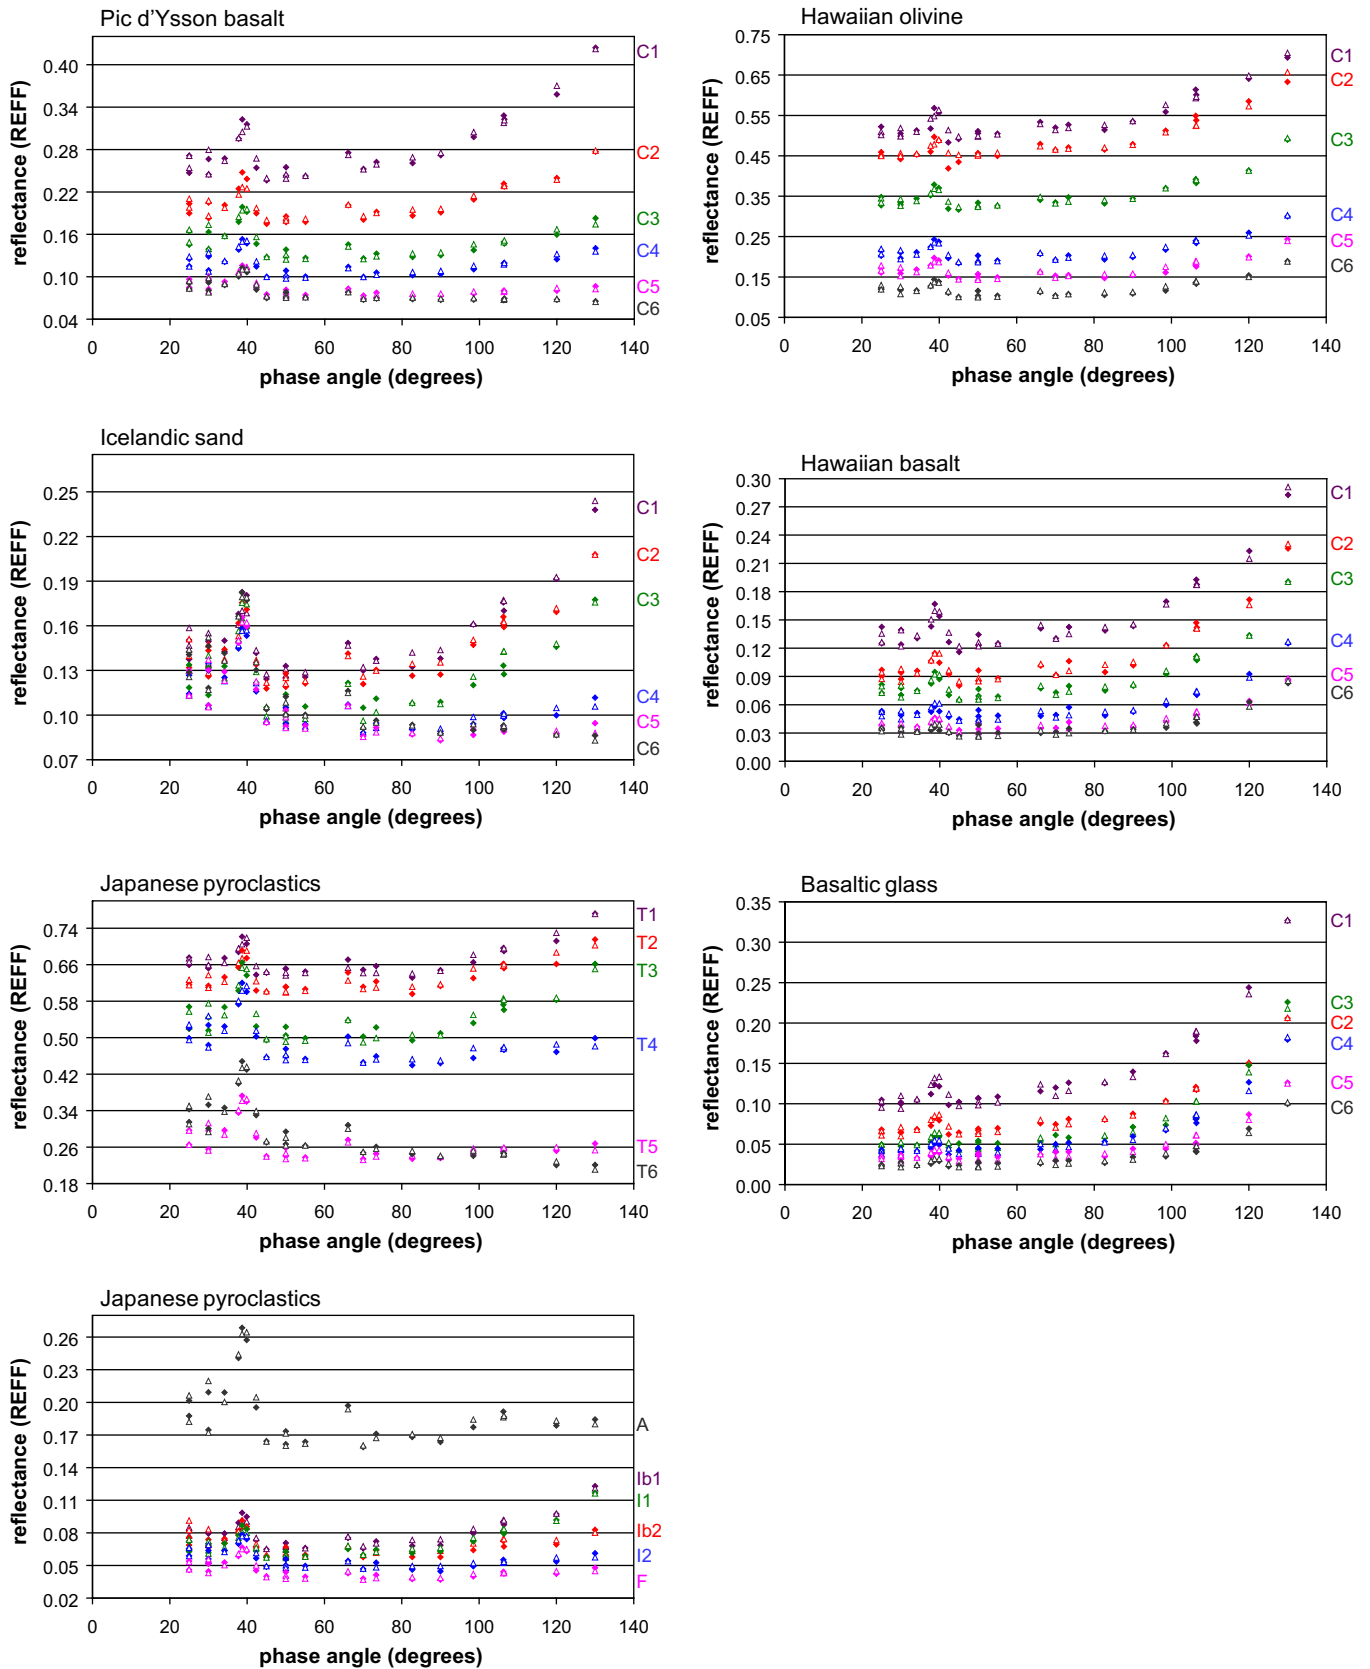 Pic d'Ysson basalt
reflectance (REFF)
0.40
0.34
0.28
0.22
0.16
0.10
0.04
C1
C2
C3
C4
C5
C6
0 20 40 60 80 100 120 140
phase angle (degrees)
Hawaiian olivine
reflectance (REFF)
0.75
0.65
0.55
0.45
0.35
0.25
0.15
0.05
C1
C2
C3
C4
C5
C6
0 20 40 60 80 100 120 140
phase angle (degrees)
Icelandic sand
reflectance (REFF)
0.25
0.22
0.19
0.16
0.13
0.10
0.07
C1
C2
C3
C4
C5
C6
0 20 40 60 80 100 120 140
phase angle (degrees)
Hawaiian basalt
reflectance (REFF)
0.30
0.27
0.24
0.21
0.18
0.15
0.12
0.09
0.06
0.03
0.00
C1
C2
C3
C4
C5
C6
0 20 40 60 80 100 120 140
phase angle (degrees)
Japanese pyroclastics
reflectance (REFF)
0.74
0.66
0.58
0.50
0.42
0.34
0.26
0.18
T1
T2
T3
T4
T5
T6
0 20 40 60 80 100 120 140
phase angle (degrees)
Basaltic glass
reflectance (REFF)
0.35
0.30
0.25
0.20
0.15
0.10
0.05
0.00
C1
C3
C2
C4
C5
C6
0 20 40 60 80 100 120 140
phase angle (degrees)
Japanese pyroclastics
reflectance (REFF)
0.26
0.23
0.20
0.17
0.14
0.11
0.08
0.05
0.02
A
Ib1
I1
Ib2
I2
F
0 20 40 60 80 100 120 140
phase angle (degrees)